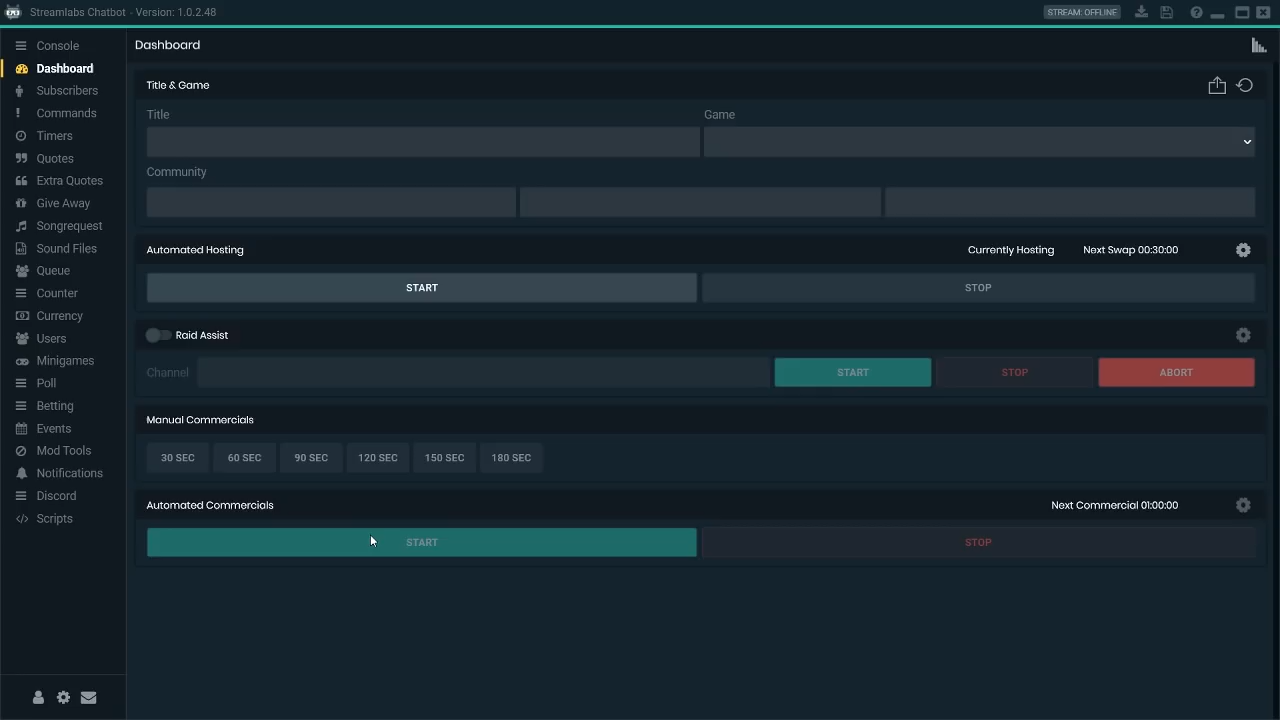 Streamlabs Chatbot - Version: 1.0.2.48
STREAM: OFFLINE
Console
Dashboard
Subscribers
Commands
Timers
Quotes
Extra Quotes
Give Away
Songrequest
Sound Files
Queue
Counter
Currency
Users
Minigames
Poll
Betting
Events
Mod Tools
Notifications
Discord
Scripts
Dashboard
Title & Game
Title
Game
Community
Automated Hosting
Currently Hosting
Next Swap 00:30:00
START
STOP
Raid Assist
Channel
START
STOP
ABORT
Manual Commercials
30 SEC
60 SEC
90 SEC
120 SEC
150 SEC
180 SEC
Automated Commercials
Next Commercial 01:00:00
START
STOP